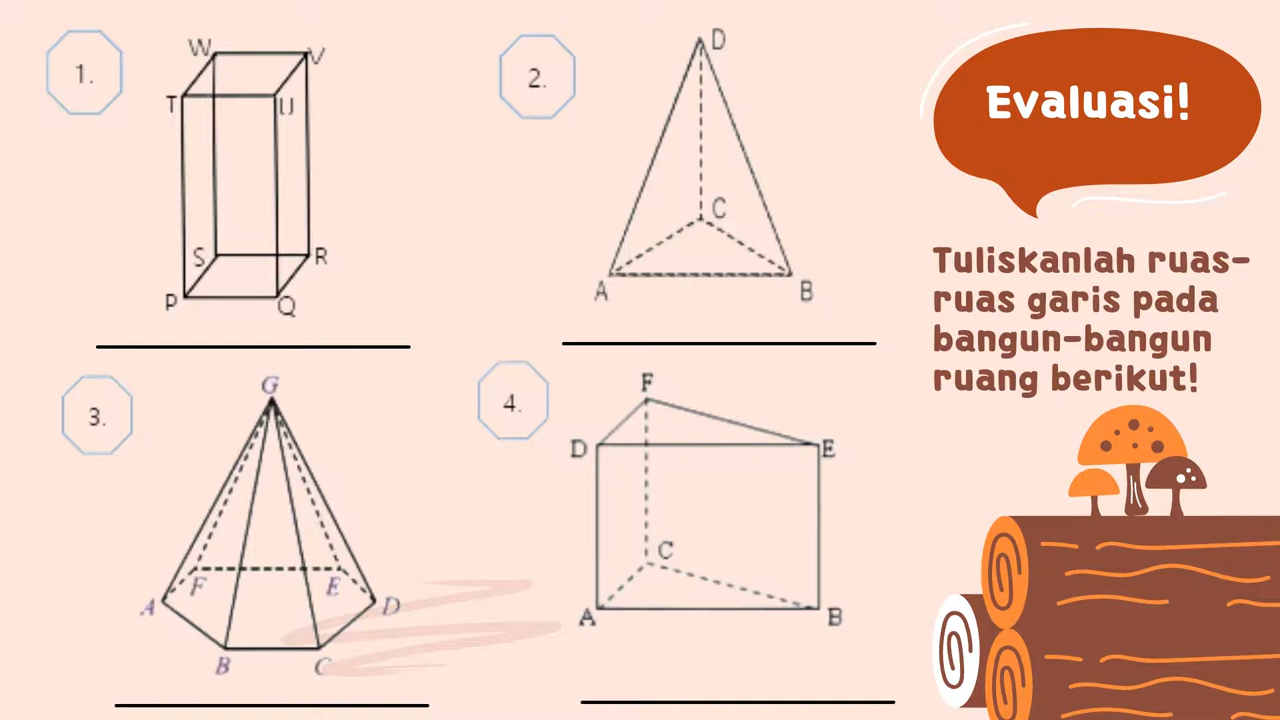 1.
W
V
T
U
S
R
P
Q
2.
D
C
A
B
3.
G
F
E
A
D
B
C
4.
F
D
E
C
A
B
Evaluasi!
Tuliskanlah ruas-
ruas garis pada
bangun-bangun
ruang berikut!